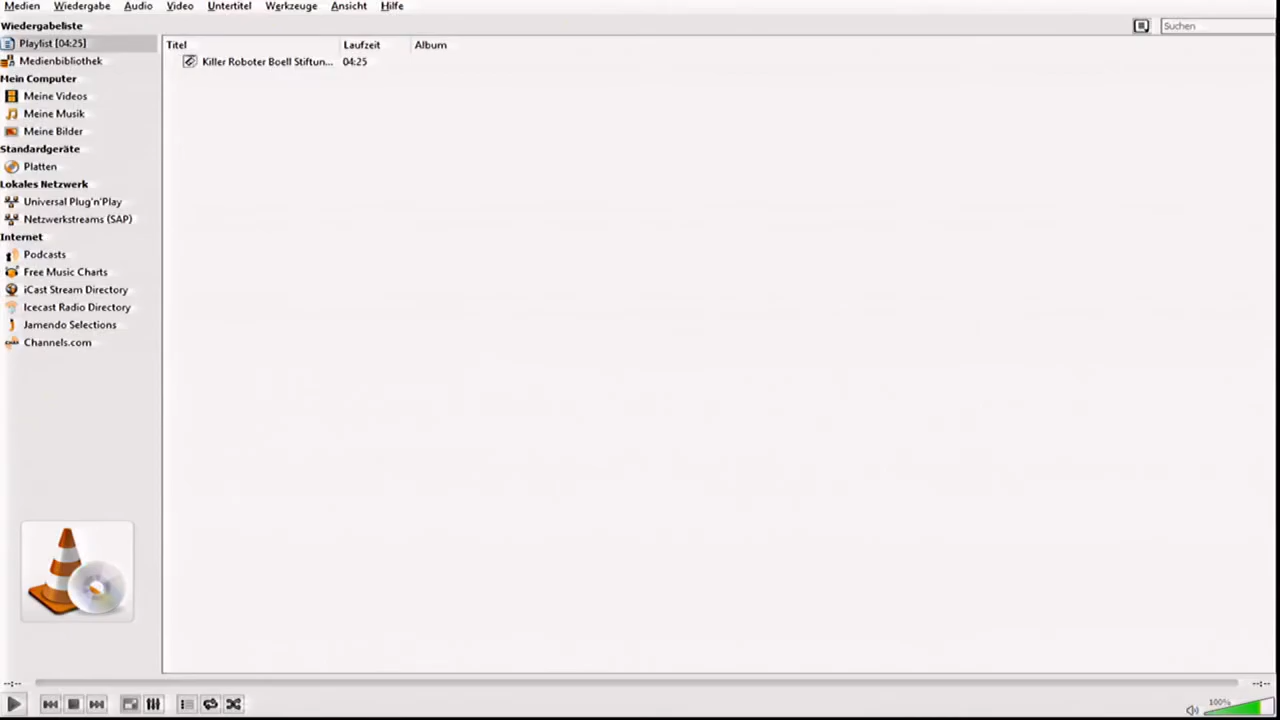 Medien Wiedergabe Audio Video Untertitel Werkzeuge Ansicht Hilfe
Wiedergabeliste
Suchen
Playlist [04:25]
Titel Laufzeit Album
Medienbibliothek
Killer Roboter Boell Stiftun... 04:25
Mein Computer
Meine Videos
Meine Musik
Meine Bilder
Standardgeräte
Platten
Lokales Netzwerk
Universal Plug'n'Play
Netzwerkstreams (SAP)
Internet
Podcasts
Free Music Charts
iCast Stream Directory
Icecast Radio Directory
Jamendo Selections
Channels.com
--:-- --:--
100%